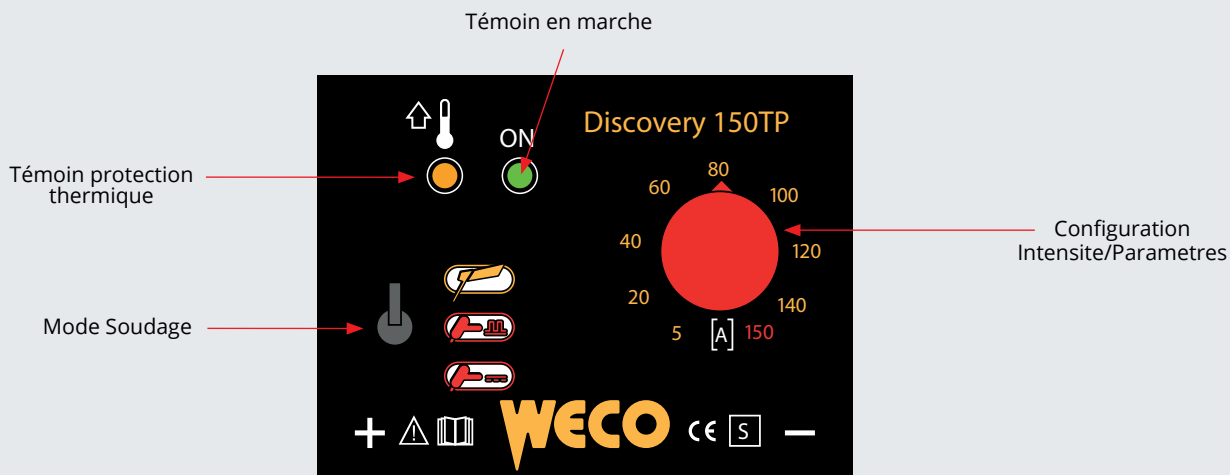 Témoin en marche
Discovery 150TP
ON
Témoin protection
thermique
80
60
100
40
120
20
140
5
[A]
150
Configuration
Intensite/Parametres
Mode Soudage
+
WECO
CE
S
−